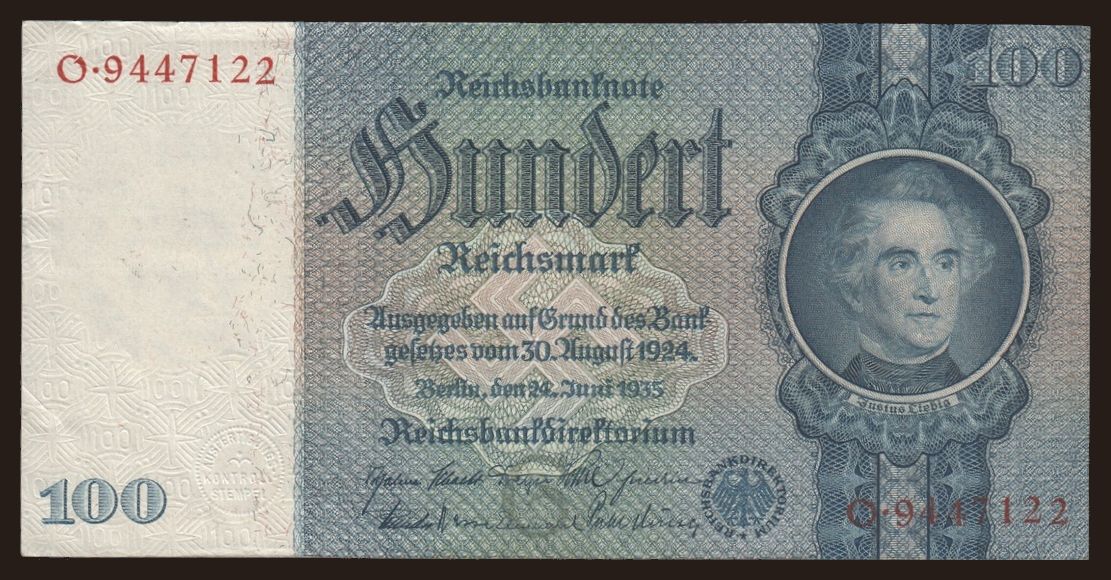 O·9447122
100
Reichsbanknote
Hundert
Reichsmark
Ausgegeben auf Grund des Bank
gesetzes vom 30. August 1924.
Berlin, den 24. Juni 1935
Reichsbankdirektorium
Justus Liebig
REICHSBANKDIREKTORIUM
KONTROLL
STEMPEL
100
O·9447122